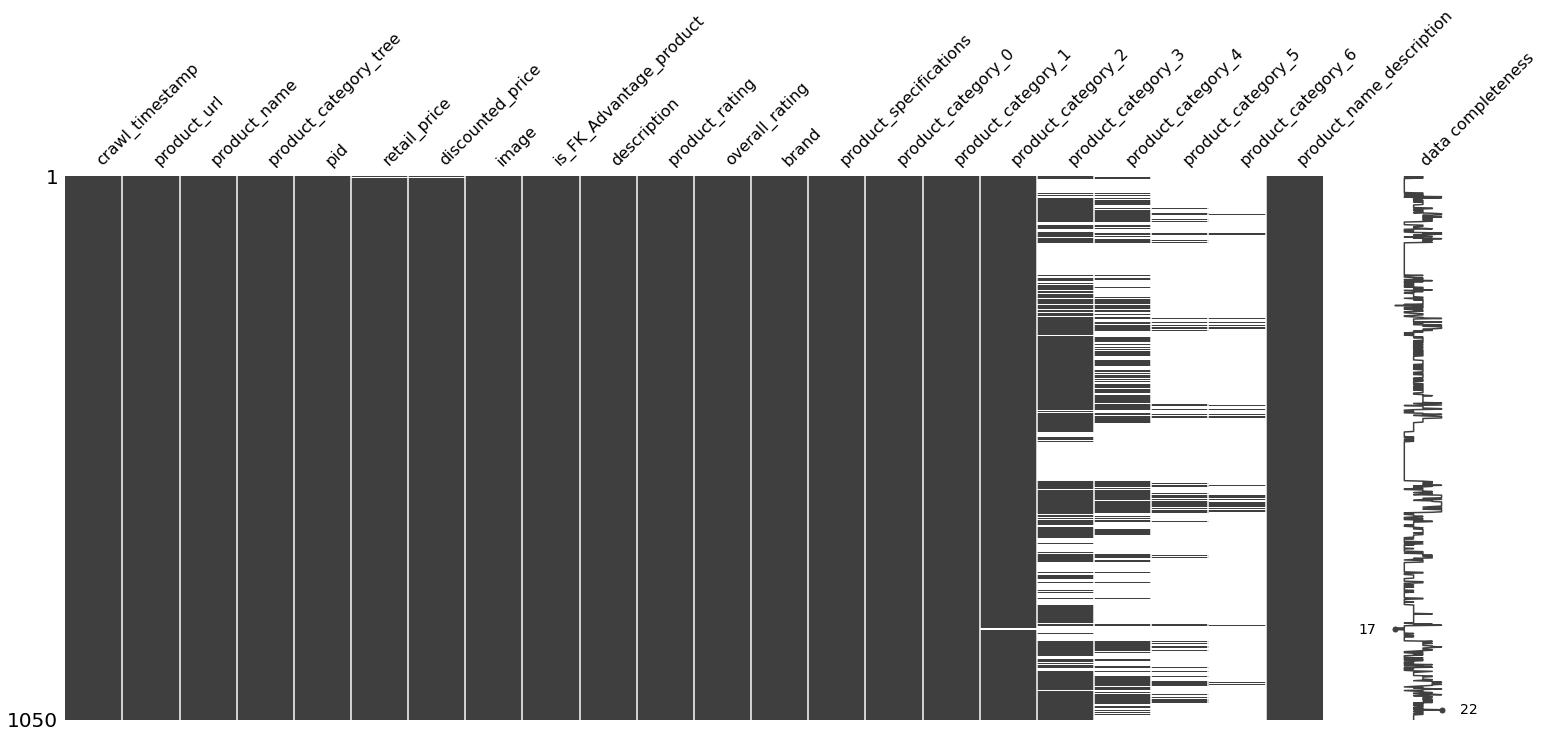 crawl_timestamp
product_url
product_name
product_category_tree
pid
retail_price
discounted_price
image
is_FK_Advantage_product
description
product_rating
overall_rating
brand
product_specifications
product_category_0
product_category_1
product_category_2
product_category_3
product_category_4
product_category_5
product_category_6
product_name_description
data completeness
1
17
22
1050